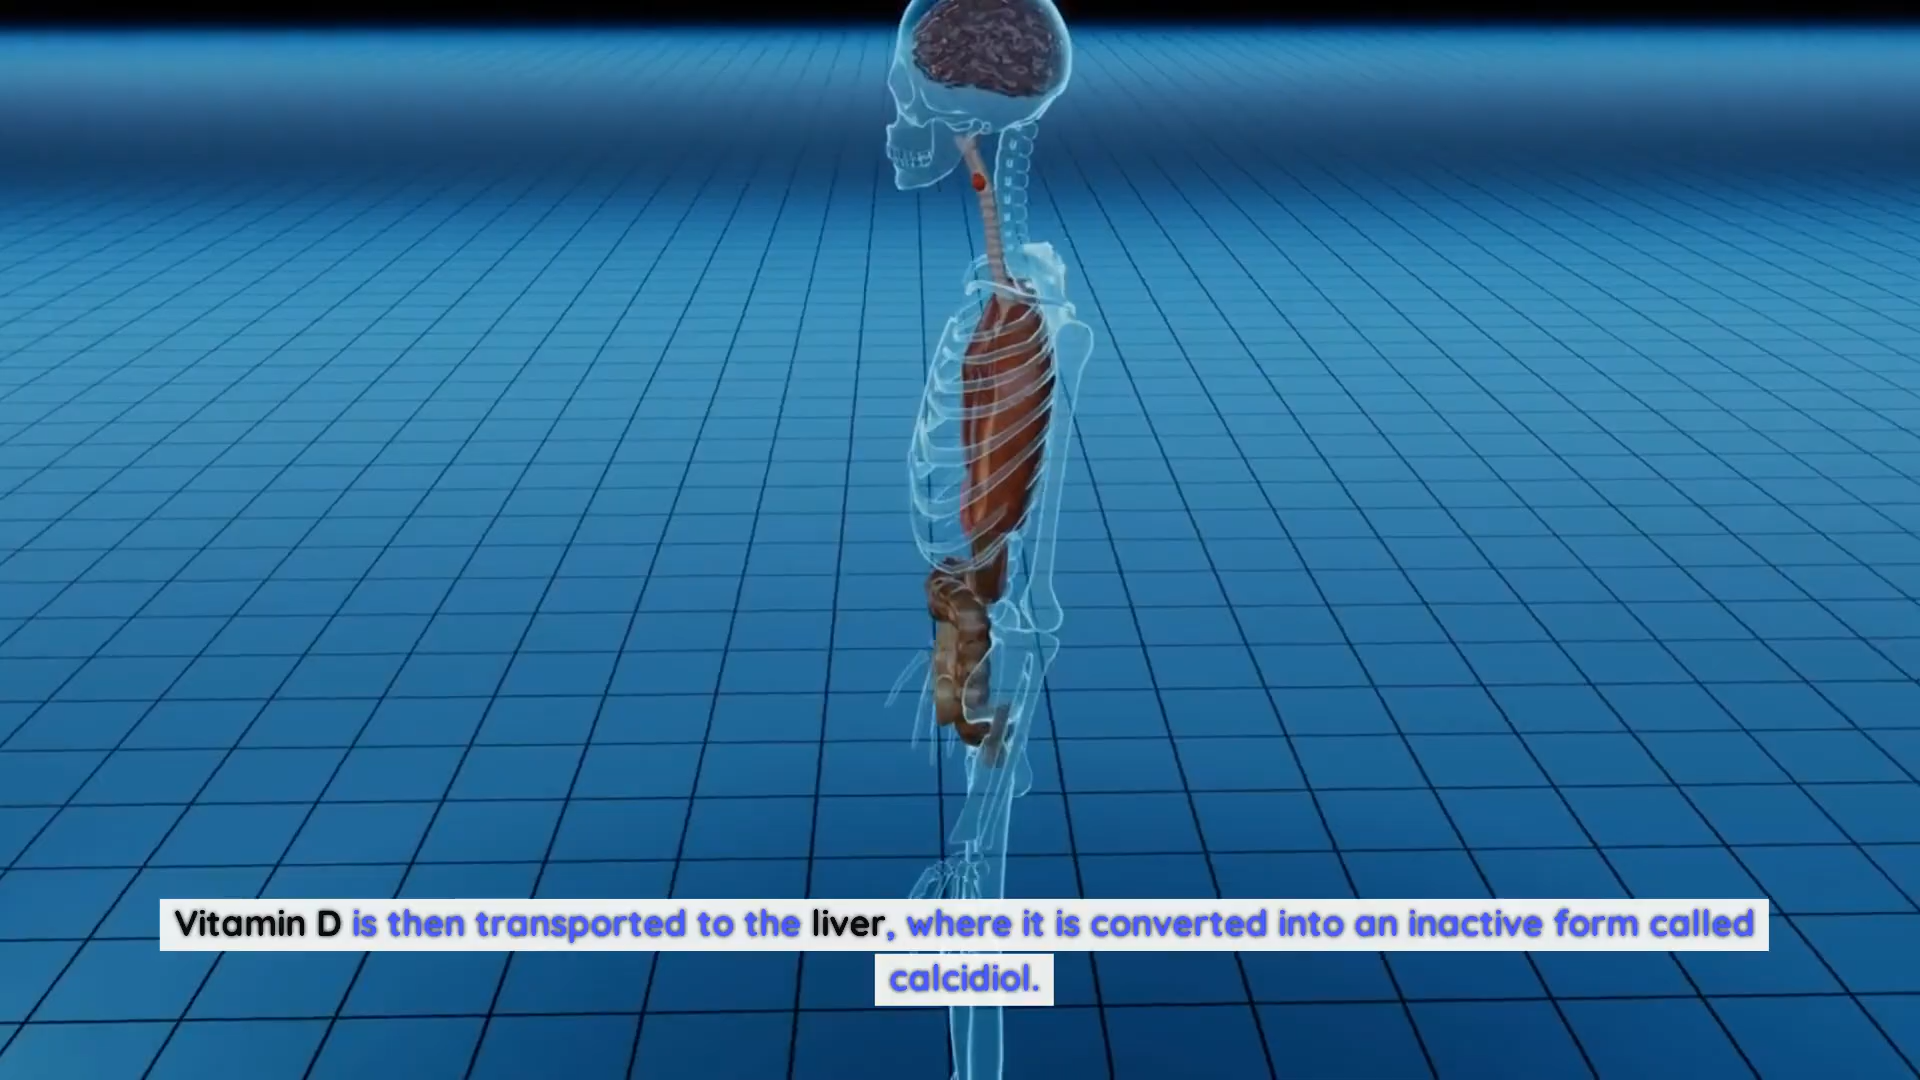 Vitamin D is then transported to the liver, where it is converted into an inactive form called
calcidiol.